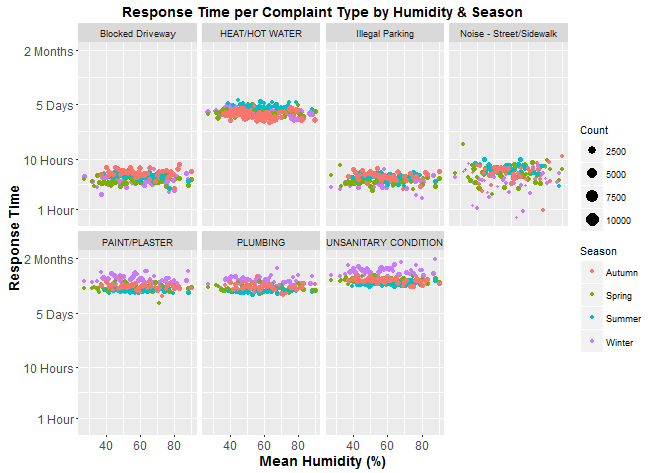 Response Time per Complaint Type by Humidity & Season
Blocked Driveway
HEAT/HOT WATER
Illegal Parking
Noise - Street/Sidewalk
2 Months
5 Days
10 Hours
1 Hour
PAINT/PLASTER
PLUMBING
UNSANITARY CONDITION
2 Months
5 Days
10 Hours
1 Hour
40 60 80
40 60 80
40 60 80
Response Time
Mean Humidity (%)
Count
2500
5000
7500
10000
Season
Autumn
Spring
Summer
Winter